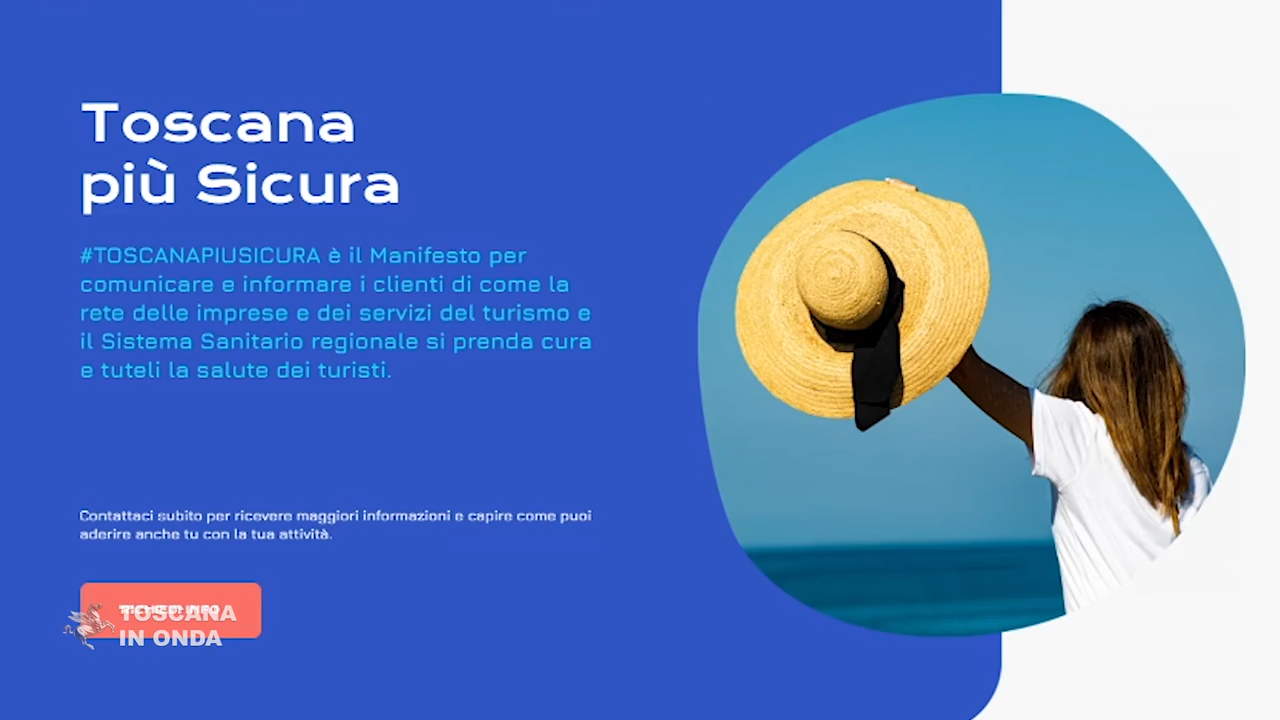 Toscana
più Sicura
#TOSCANAPIUSICURA è il Manifesto per
comunicare e informare i clienti di come la
rete delle imprese e dei servizi del turismo e
il Sistema Sanitario regionale si prenda cura
e tuteli la salute dei turisti.
Contattaci subito per ricevere maggiori informazioni e capire come puoi
aderire anche tu con la tua attività.
RICHIEDI INFO
TOSCANA
IN ONDA